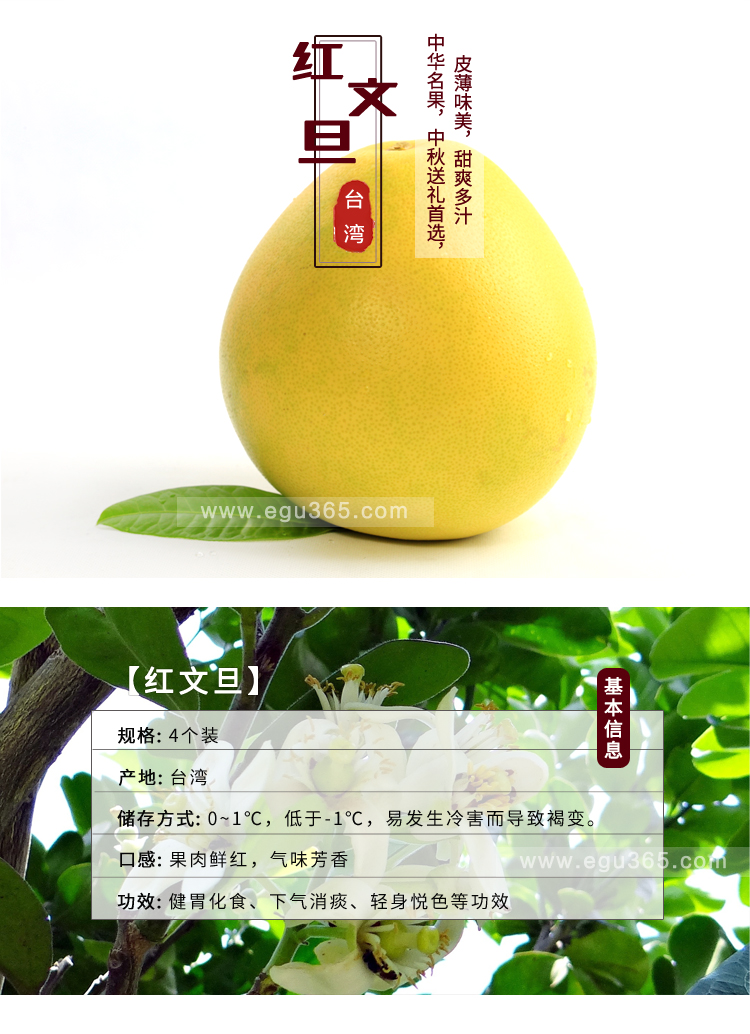 红文旦
台湾
皮薄味美，甜爽多汁
中华名果，中秋送礼首选，
www.egu365.com
【红文旦】
基本信息
规格: 4个装
产地: 台湾
储存方式: 0~1℃，低于-1℃，易发生冷害而导致褐变。
口感: 果肉鲜红，气味芳香
www.egu365.com
功效: 健胃化食、下气消痰、轻身悦色等功效